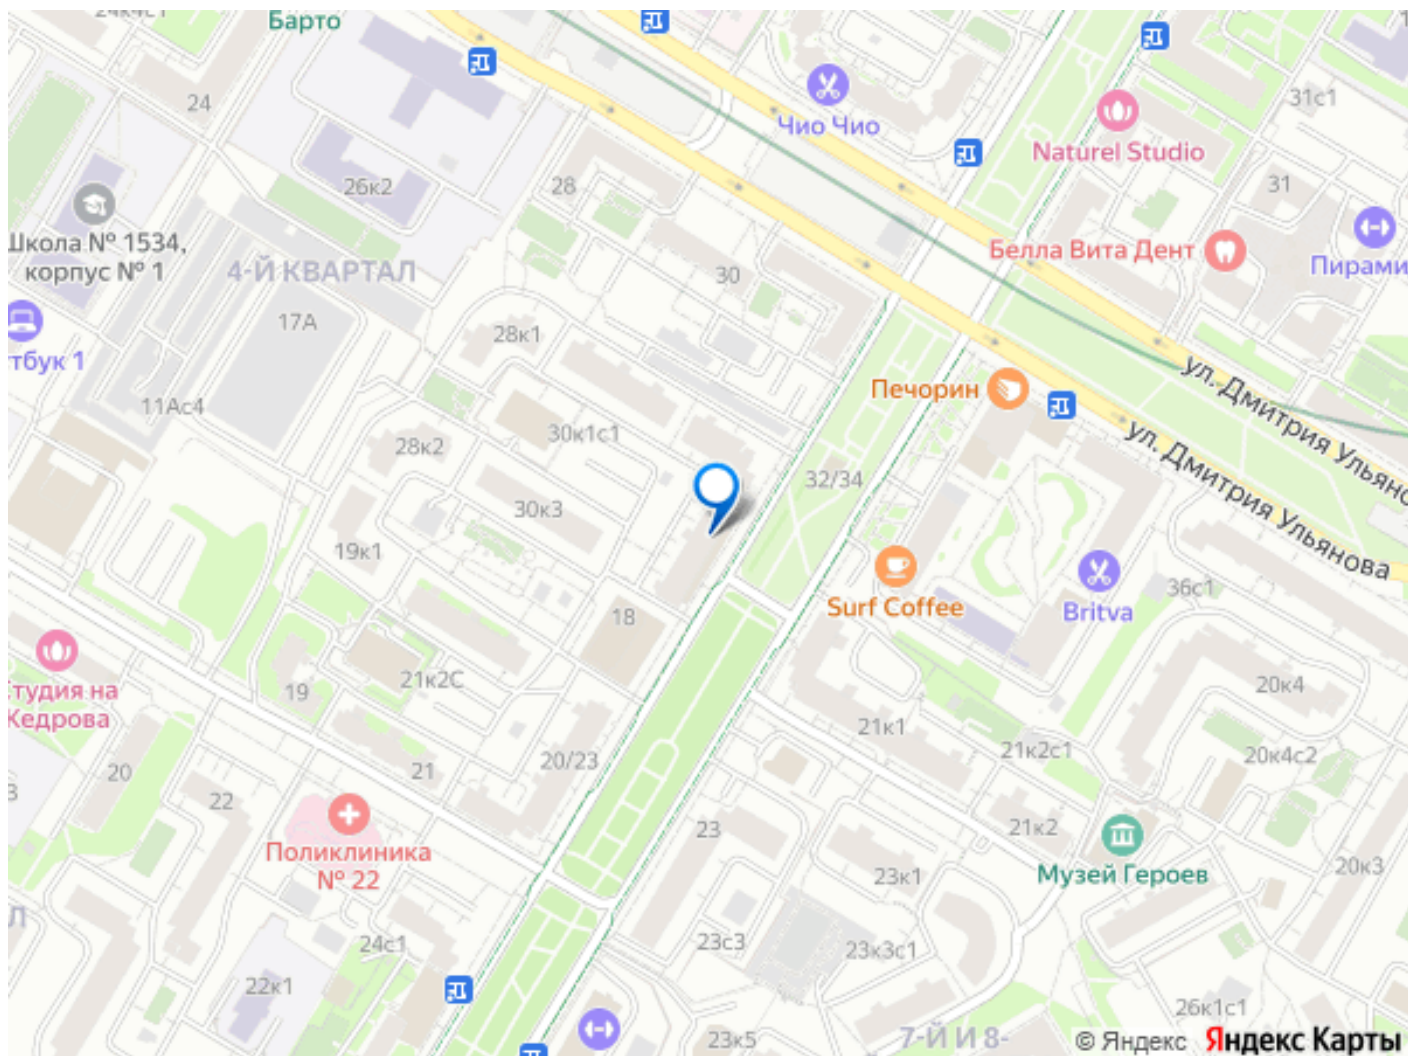 24к4с1
Барто
24
Чио Чио
31с1
Naturel Studio
26к2
28
31
Школа № 1534,
корпус № 1
4-Й КВАРТАЛ
Белла Вита Дент
Пирами
30
17А
28к1
тбук 1
ул. Дмитрия Ульяно
Печорин
11Ас4
30к1с1
28к2
ул. Дмитрия Ульянова
32/34
30к3
19к1
36с1
Surf Coffee
Britva
18
21к2С
19
Студия на
Кедрова
20к4
21к1
21к2с1
20к4с2
20/23
21
20
22
3
23
21к2
Поликлиника
№ 22
Музей Героев
20к3
23к1
Л
24с1
23с3
23к3с1
22к1
26к1с1
23к5
7-Й И 8-
© Яндекс Яндекс Карты